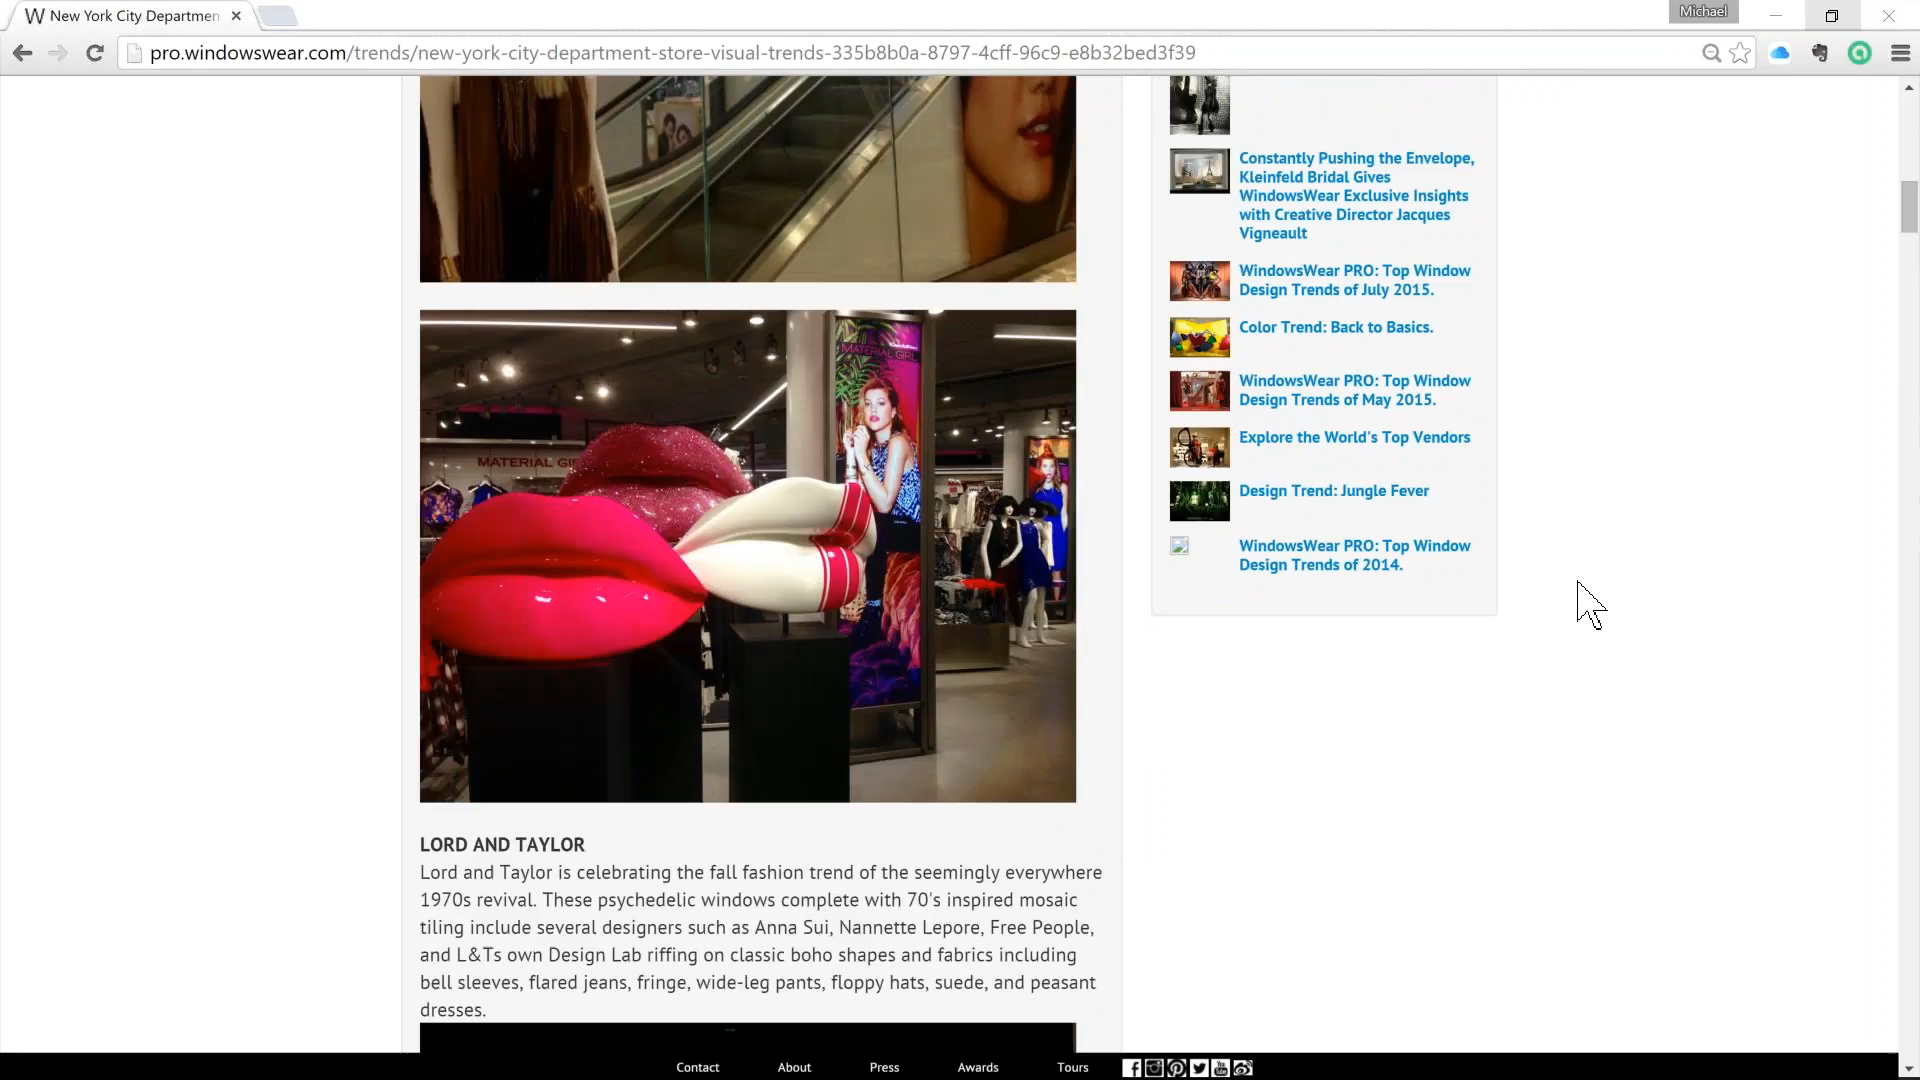 New York City Departmen
Michael
pro.windowswear.com/trends/new-york-city-department-store-visual-trends-335b8b0a-8797-4cff-96c9-e8b32bed3f39
Constantly Pushing the Envelope,
Kleinfeld Bridal Gives
WindowsWear Exclusive Insights
with Creative Director Jacques
Vigneault
WindowsWear PRO: Top Window
Design Trends of July 2015.
Color Trend: Back to Basics.
WindowsWear PRO: Top Window
Design Trends of May 2015.
Explore the World's Top Vendors
Design Trend: Jungle Fever
WindowsWear PRO: Top Window
Design Trends of 2014.
MATERIAL GIRL
MATERIAL GI
LORD AND TAYLOR
Lord and Taylor is celebrating the fall fashion trend of the seemingly everywhere
1970s revival. These psychedelic windows complete with 70's inspired mosaic
tiling include several designers such as Anna Sui, Nannette Lepore, Free People,
and L&Ts own Design Lab riffing on classic boho shapes and fabrics including
bell sleeves, flared jeans, fringe, wide-leg pants, floppy hats, suede, and peasant
dresses.
Contact About Press Awards Tours